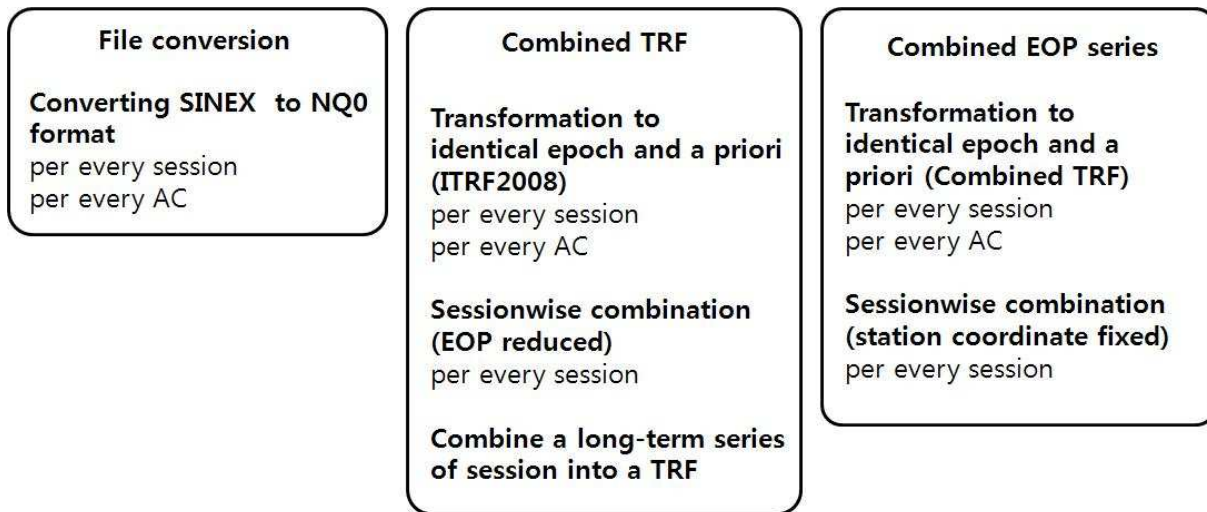 File conversion
Converting SINEX to NQ0
format
per every session
per every AC
Combined TRF
Transformation to
identical epoch and a priori
(ITRF2008)
per every session
per every AC
Sessionwise combination
(EOP reduced)
per every session
Combine a long-term series
of session into a TRF
Combined EOP series
Transformation to
identical epoch and a
priori (Combined TRF)
per every session
per every AC
Sessionwise combination
(station coordinate fixed)
per every session